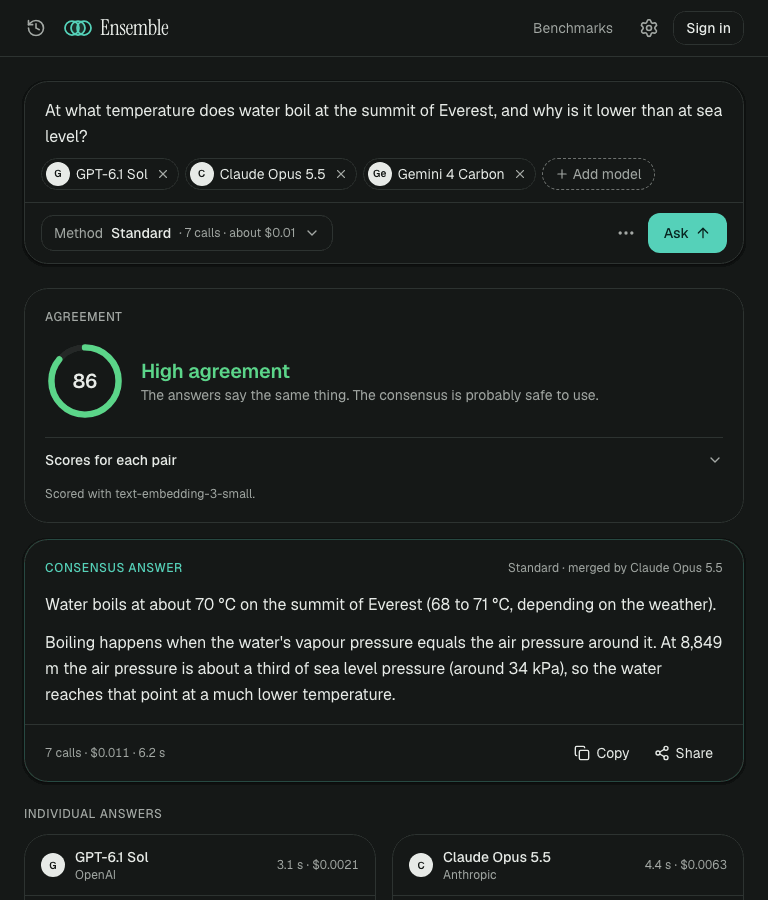 Ensemble
Benchmarks
Sign in
At what temperature does water boil at the summit of Everest, and why is it lower than at sea
level?
G GPT-6.1 Sol ×
C Claude Opus 5.5 ×
Ge Gemini 4 Carbon ×
+ Add model
Method Standard · 7 calls · about $0.01
Ask ↑
AGREEMENT
86
High agreement
The answers say the same thing. The consensus is probably safe to use.
Scores for each pair
Scored with text-embedding-3-small.
CONSENSUS ANSWER
Standard · merged by Claude Opus 5.5
Water boils at about 70 °C on the summit of Everest (68 to 71 °C, depending on the weather).
Boiling happens when the water's vapour pressure equals the air pressure around it. At 8,849
m the air pressure is about a third of sea level pressure (around 34 kPa), so the water
reaches that point at a much lower temperature.
7 calls · $0.011 · 6.2 s
Copy
Share
INDIVIDUAL ANSWERS
G GPT-6.1 Sol
OpenAI
3.1 s · $0.0021
C Claude Opus 5.5
Anthropic
4.4 s · $0.0063